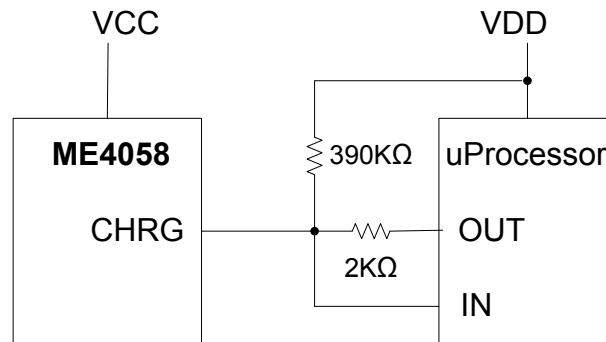 VCC
VDD
ME4058
390KΩ
uProcessor
CHRG
OUT
2KΩ
IN